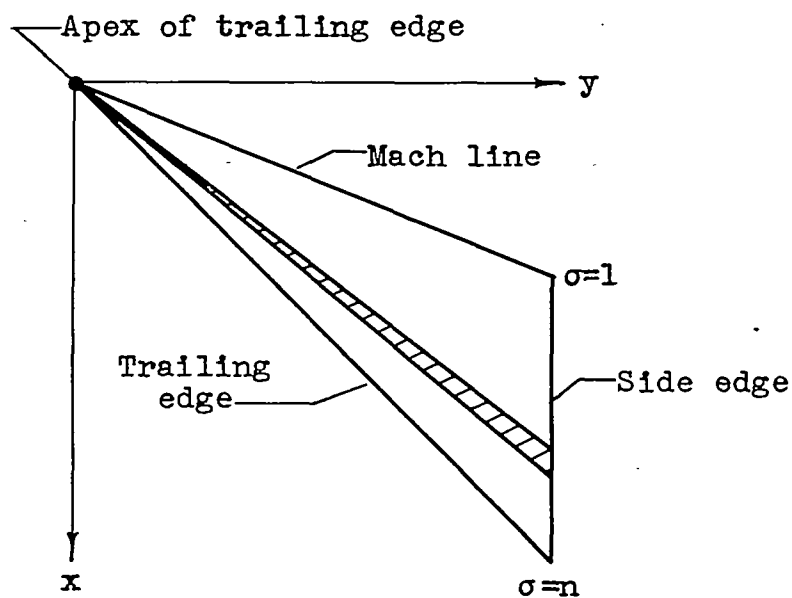 Apex of trailing edge
y
Mach line
σ=1
Trailing
edge
Side edge
x
σ=n